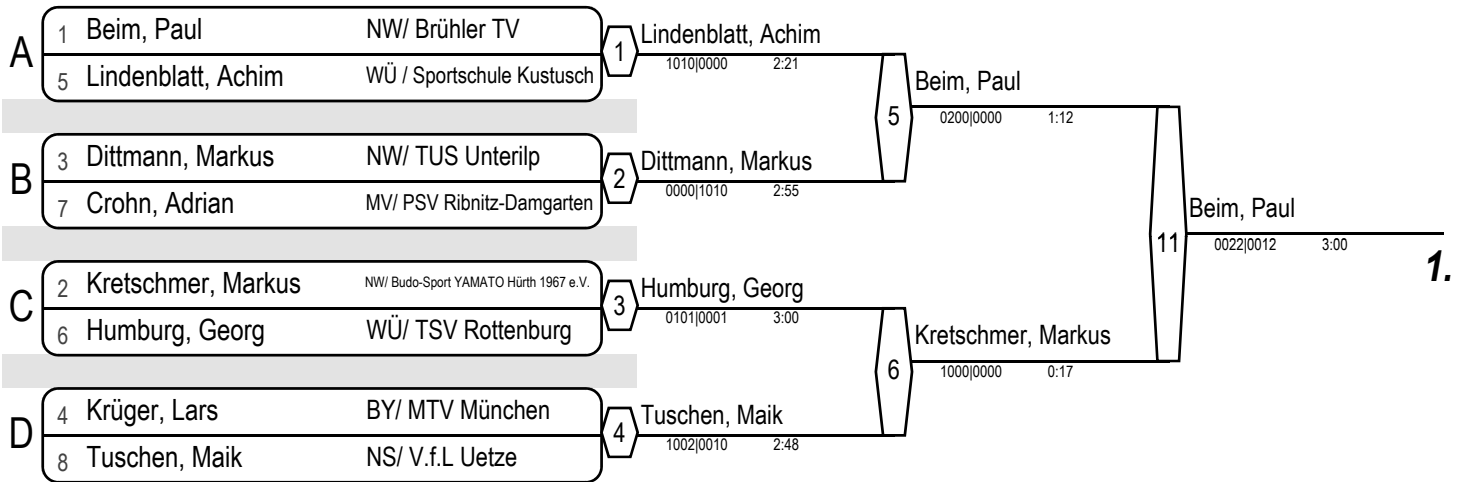 A
1 Beim, Paul NW/ Brühler TV
5 Lindenblatt, Achim WÜ / Sportschule Kustusch
1
Lindenblatt, Achim
1010|0000 2:21
B
3 Dittmann, Markus NW/ TUS Unterilp
7 Crohn, Adrian MV/ PSV Ribnitz-Damgarten
2
Dittmann, Markus
0000|1010 2:55
5
Beim, Paul
0200|0000 1:12
C
2 Kretschmer, Markus NW/ Budo-Sport YAMATO Hürth 1967 e.V.
6 Humburg, Georg WÜ/ TSV Rottenburg
3
Humburg, Georg
0101|0001 3:00
D
4 Krüger, Lars BY/ MTV München
8 Tuschen, Maik NS/ V.f.L Uetze
4
Tuschen, Maik
1002|0010 2:48
6
Kretschmer, Markus
1000|0000 0:17
11
Beim, Paul
0022|0012 3:00
1.